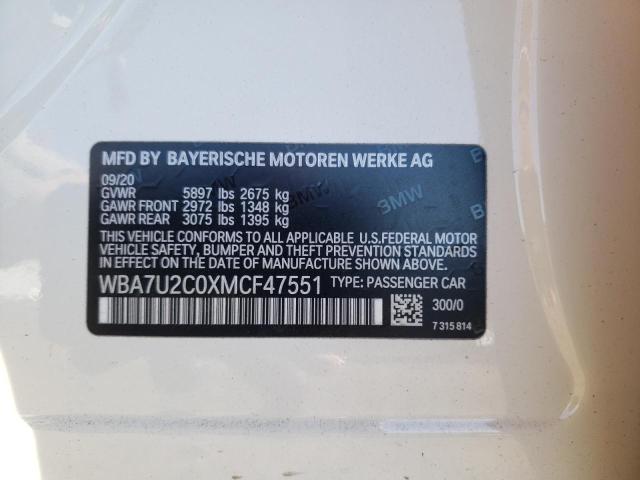 MFD BY BAYERISCHE MOTOREN WERKE AG
09/20
GVWR 5897 lbs 2675 kg
GAWR FRONT 2972 lbs 1348 kg
GAWR REAR 3075 lbs 1395 kg
THIS VEHICLE CONFORMS TO ALL APPLICABLE U.S.FEDERAL MOTOR
VEHICLE SAFETY, BUMPER AND THEFT PREVENTION STANDARDS
IN EFFECT ON THE DATE OF MANUFACTURE SHOWN ABOVE.
WBA7U2C0XMCF47551 TYPE: PASSENGER CAR
300/0
7 315 814
BMW